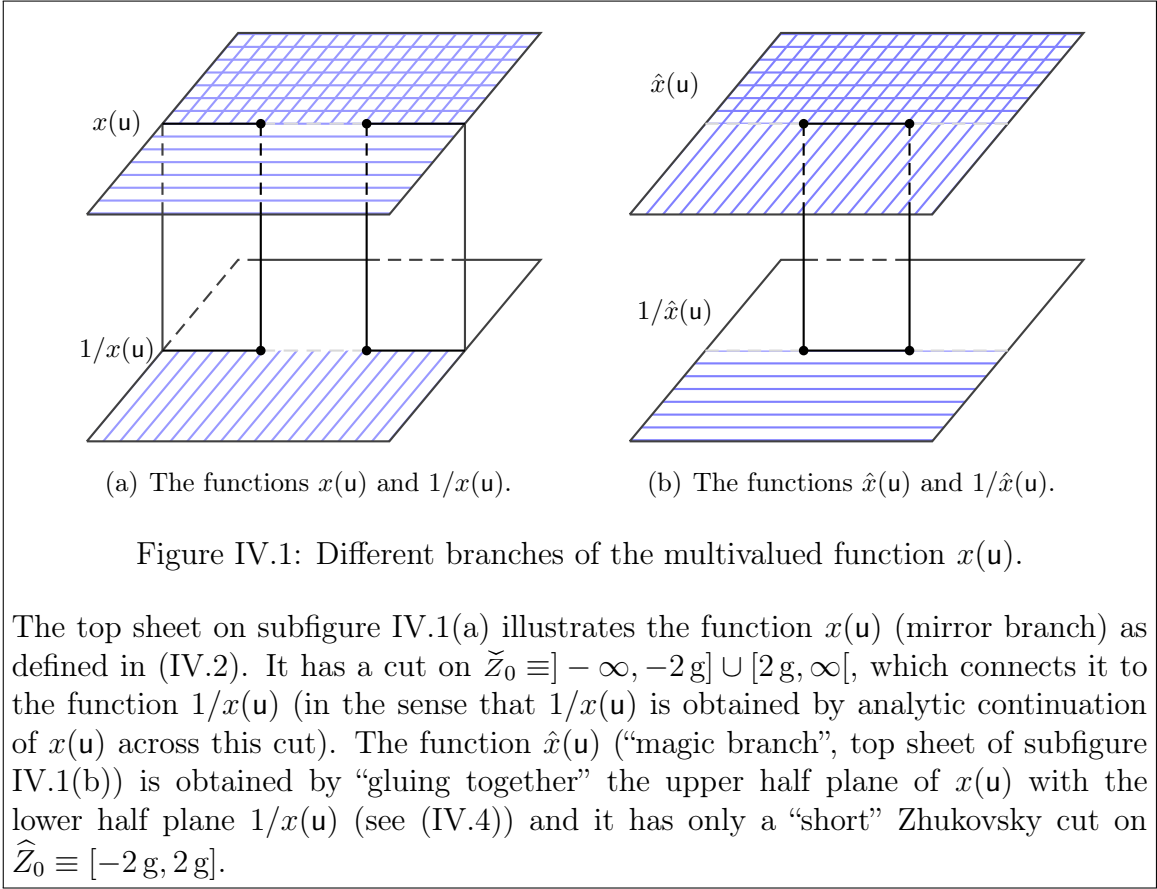 x(u)
x̂(u)
1/x(u)
1/x̂(u)
(a) The functions x(u) and 1/x(u).
(b) The functions x̂(u) and 1/x̂(u).
Figure IV.1: Different branches of the multivalued function x(u).
The top sheet on subfigure IV.1(a) illustrates the function x(u) (mirror branch) as
defined in (IV.2). It has a cut on Ž₀ ≡] − ∞, −2 g] ∪ [2 g, ∞[, which connects it to
the function 1/x(u) (in the sense that 1/x(u) is obtained by analytic continuation
of x(u) across this cut). The function x̂(u) (“magic branch”, top sheet of subfigure
IV.1(b)) is obtained by “gluing together” the upper half plane of x(u) with the
lower half plane 1/x(u) (see (IV.4)) and it has only a “short” Zhukovsky cut on
Ẑ₀ ≡ [−2 g, 2 g].